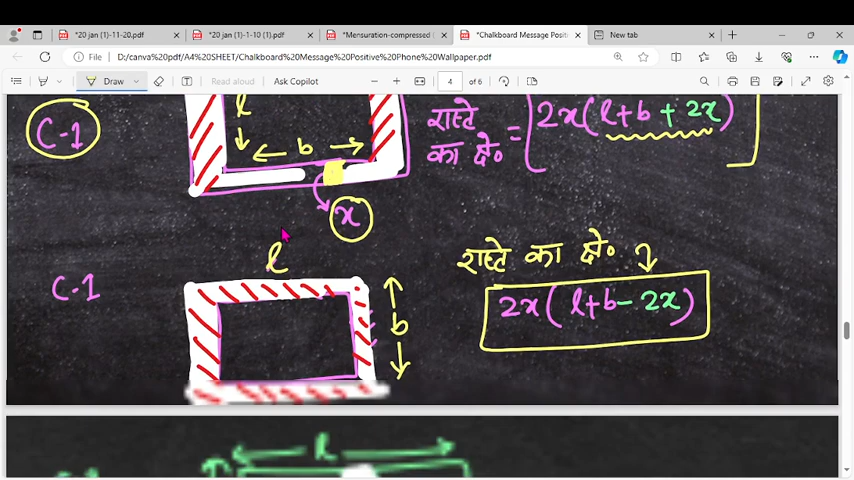 *20 jan (1)-11-20.pdf
*20 jan (1)-1-10 (1).pdf
*Mensuration-compressed (
*Chalkboard Message Posit
New tab
File
D:/canva%20pdf/A4%20SHEET/Chalkboard%20Message%20Positive%20Phone%20Wallpaper.pdf
Draw
Read aloud
Ask Copilot
4 of 6
C-1
l
b
x
रास्ते
का क्षे०
= 2x(l+b+2x)
C-1
l
b
रास्ते का क्षे०
2x(l+b-2x)
l